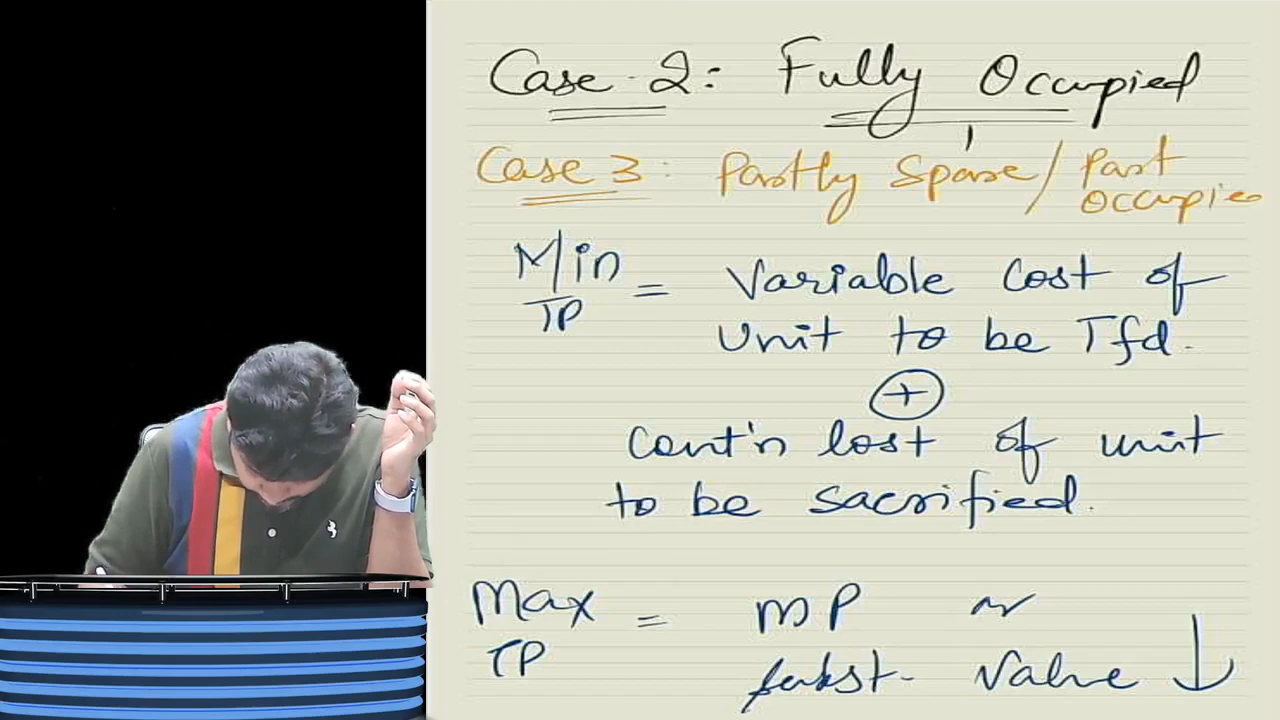 Case 2: Fully Occupied
Case 3: Partly Spare / Part Occupied
Min TP = Variable Cost of
Unit to be Tfd.
+
Cont'n lost of unit
to be sacrified.
Max TP = MP or
subst. Value ↓